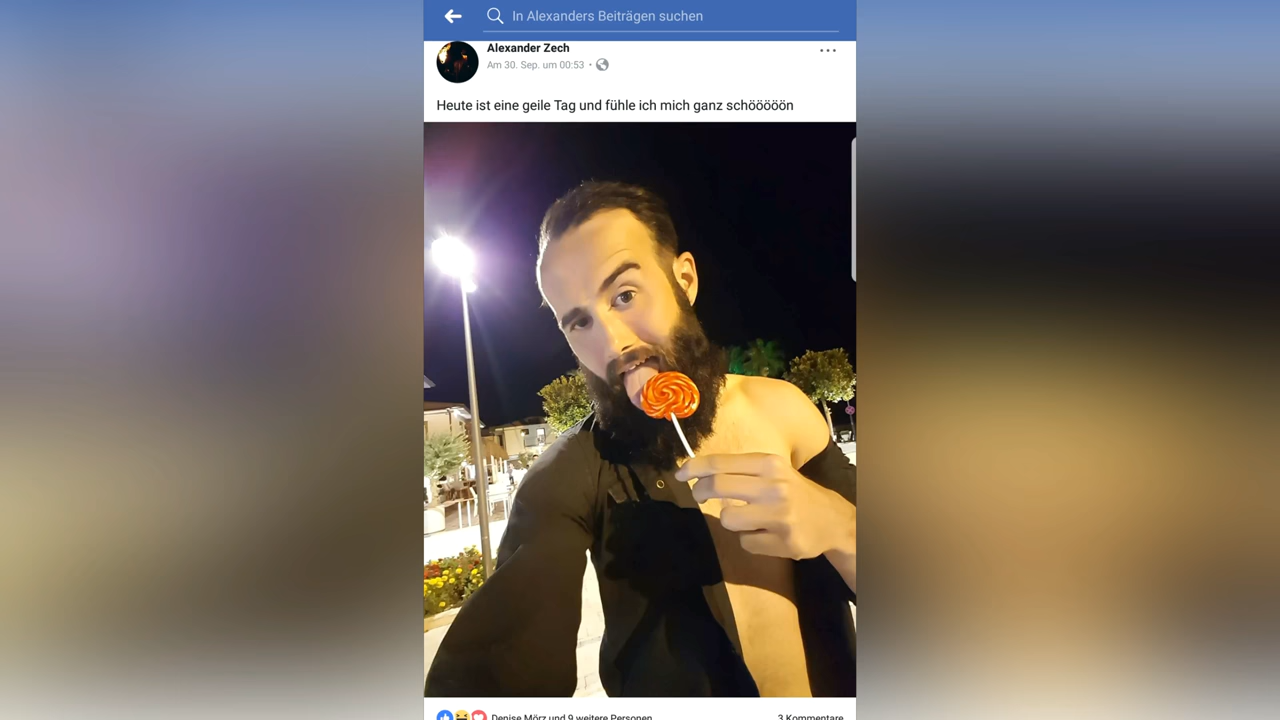 In Alexanders Beiträgen suchen
Alexander Zech
Am 30. Sep. um 00:53 •
Heute ist eine geile Tag und fühle ich mich ganz schöööööön
Denise Mörz und 9 weitere Personen
3 Kommentare